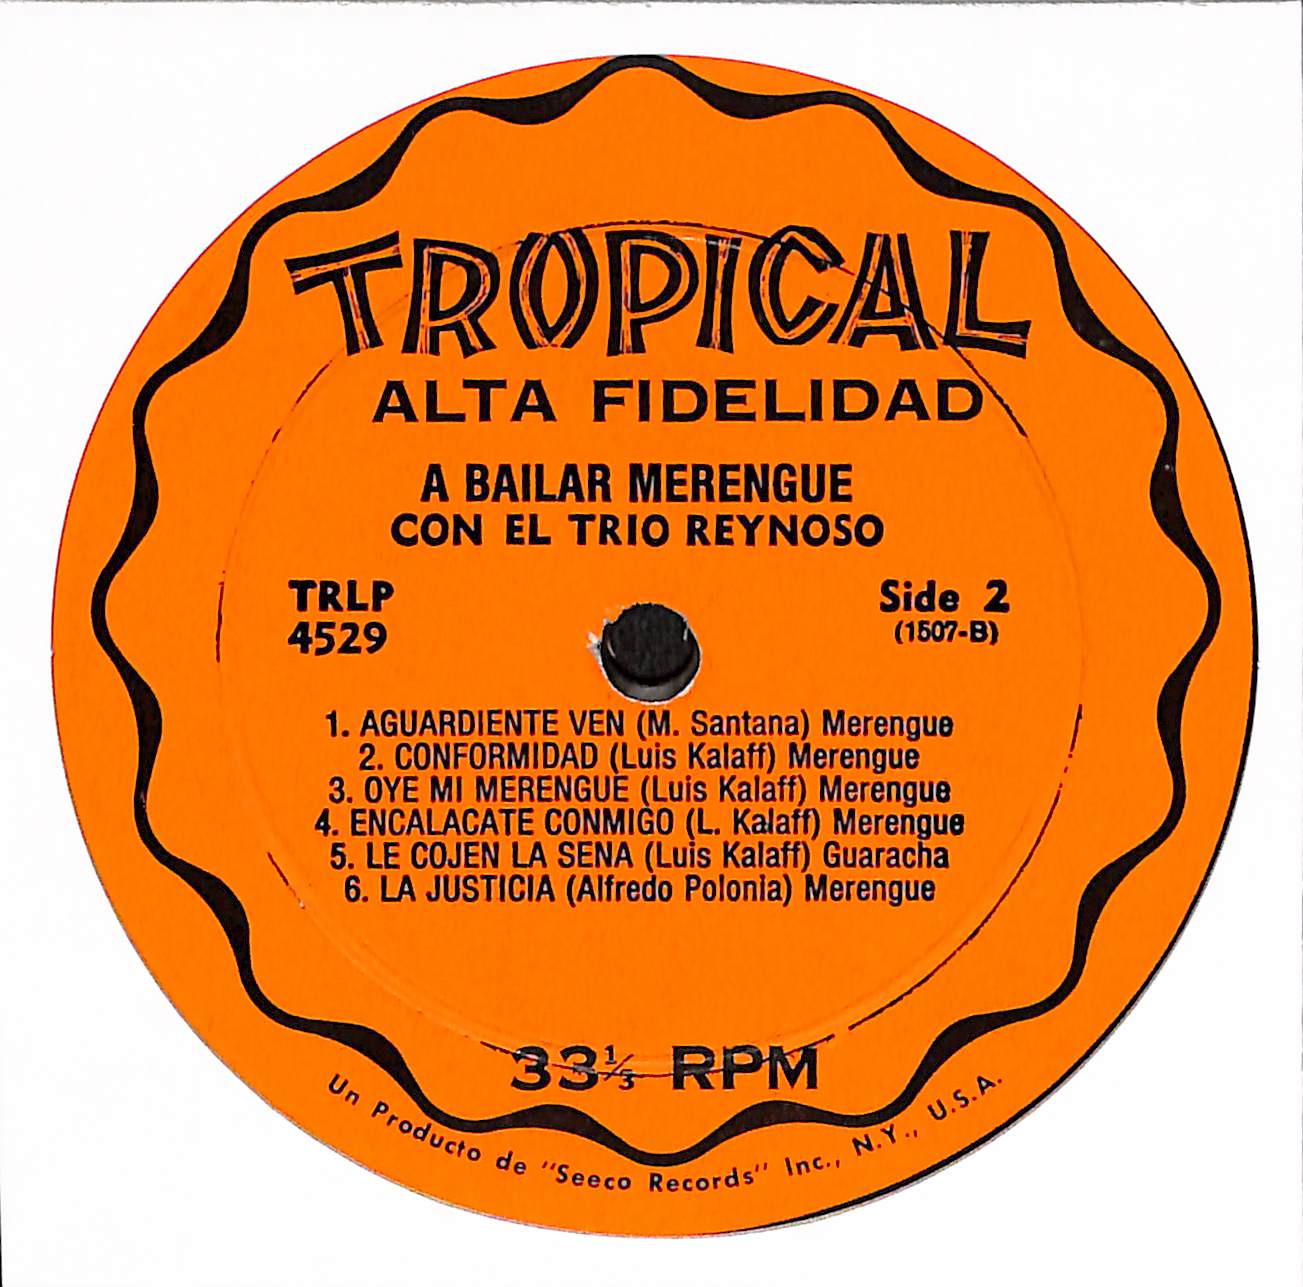 TROPICAL
ALTA FIDELIDAD
A BAILAR MERENGUE
CON EL TRIO REYNOSO
TRLP
4529
Side 2
(1507-B)
1. AGUARDIENTE VEN (M. Santana) Merengue
2. CONFORMIDAD (Luis Kalaff) Merengue
3. OYE MI MERENGUE (Luis Kalaff) Merengue
4. ENCALACATE CONMIGO (L. Kalaff) Merengue
5. LE COJEN LA SENA (Luis Kalaff) Guaracha
6. LA JUSTICIA (Alfredo Polonia) Merengue
33⅓ RPM
Un Producto de "Seeco Records" Inc., N.Y., U.S.A.